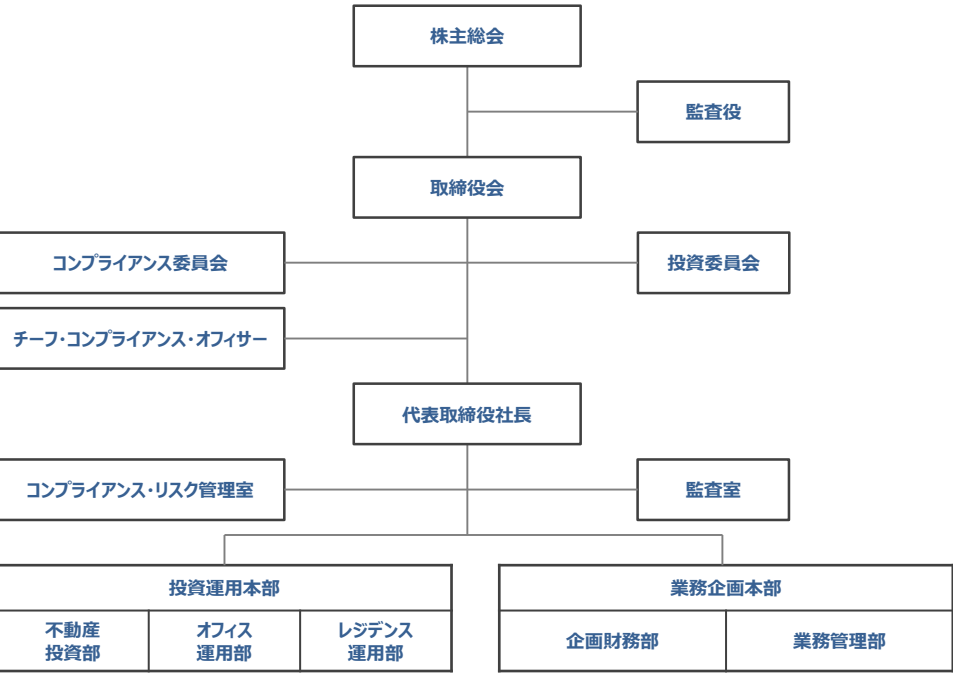 株主総会
監査役
取締役会
コンプライアンス委員会
投資委員会
チーフ・コンプライアンス・オフィサー
代表取締役社長
コンプライアンス・リスク管理室
監査室
投資運用本部
業務企画本部
不動産
投資部
オフィス
運用部
レジデンス
運用部
企画財務部
業務管理部